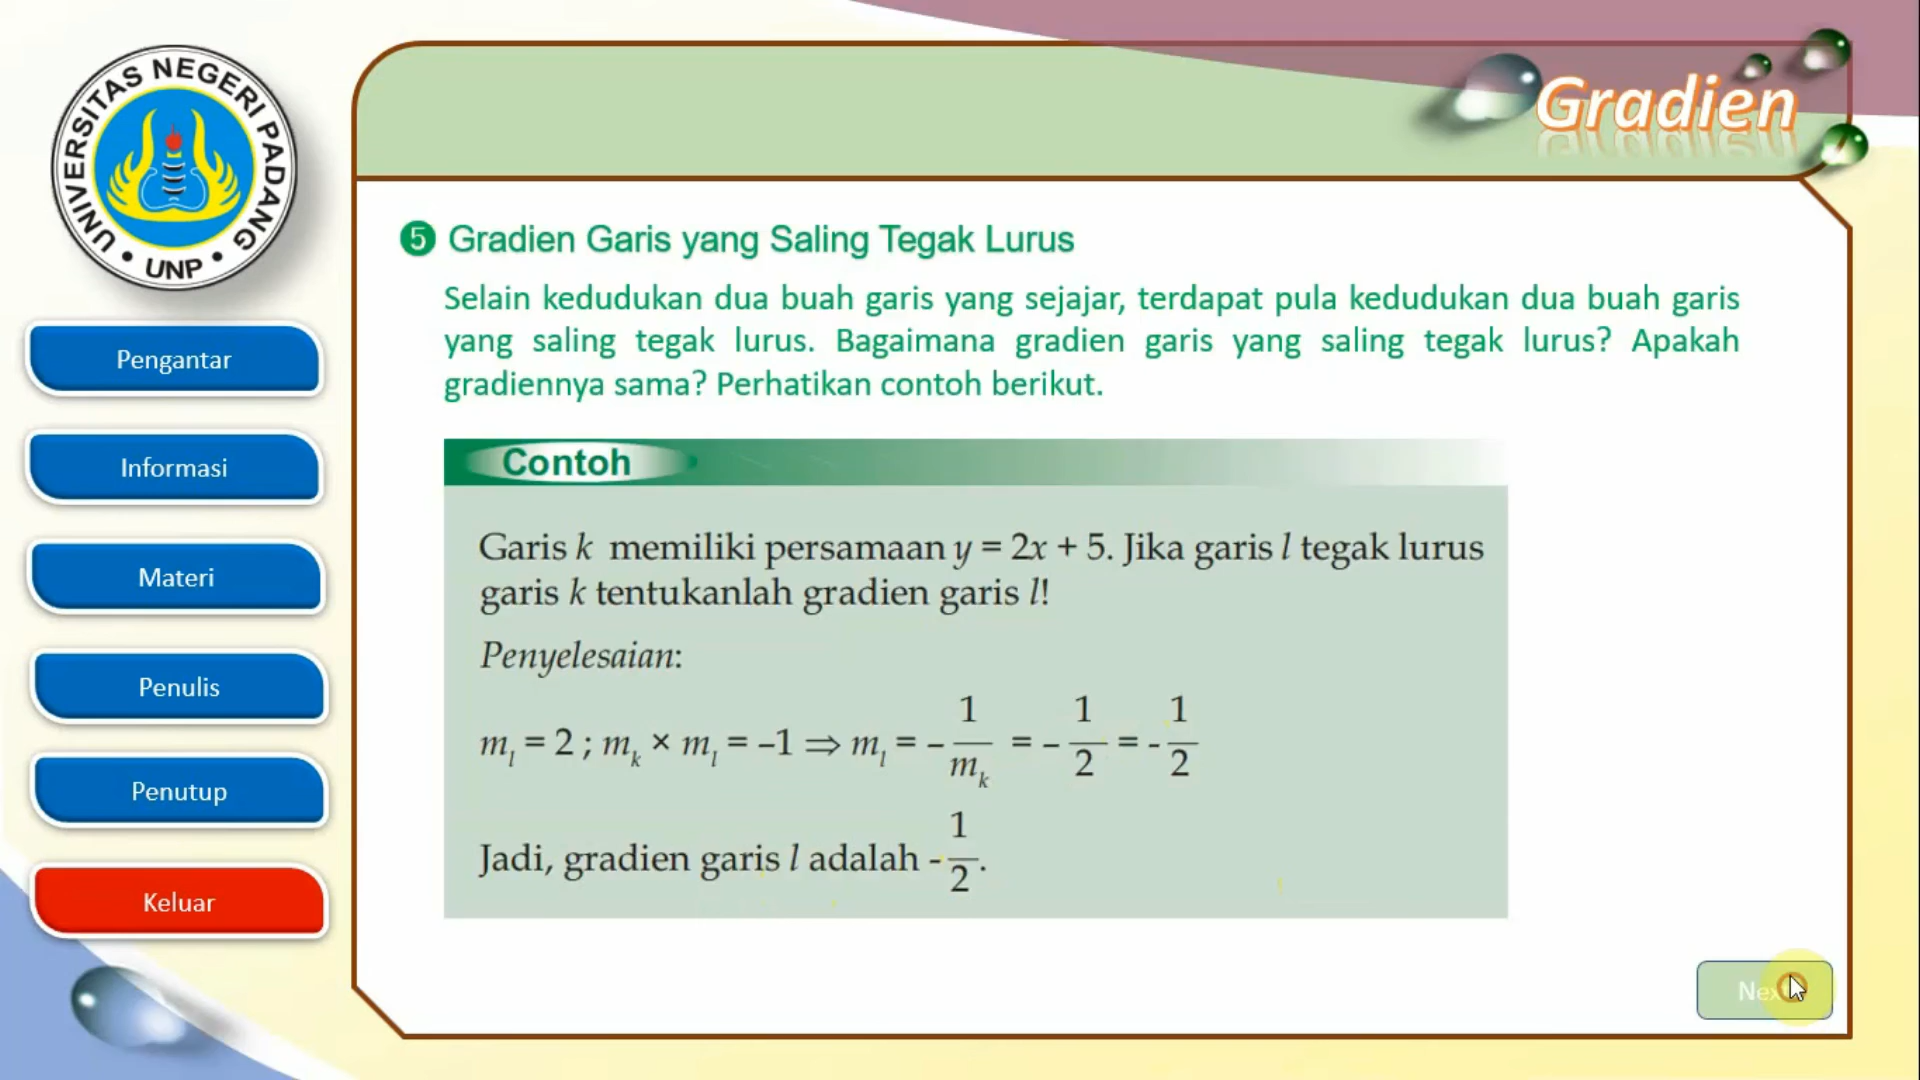 UNIVERSITAS NEGERI PADANG
• UNP •
Gradien
Pengantar
Informasi
Materi
Penulis
Penutup
Keluar
5 Gradien Garis yang Saling Tegak Lurus
Selain kedudukan dua buah garis yang sejajar, terdapat pula kedudukan dua buah garis
yang saling tegak lurus. Bagaimana gradien garis yang saling tegak lurus? Apakah
gradiennya sama? Perhatikan contoh berikut.
Contoh
Garis k memiliki persamaan y = 2x + 5. Jika garis l tegak lurus
garis k tentukanlah gradien garis l!
Penyelesaian:
m_l = 2 ; m_k × m_l = –1 ⇒ m_l = – 1/m_k = – 1/2 = - 1/2
Jadi, gradien garis l adalah - 1/2.
Next